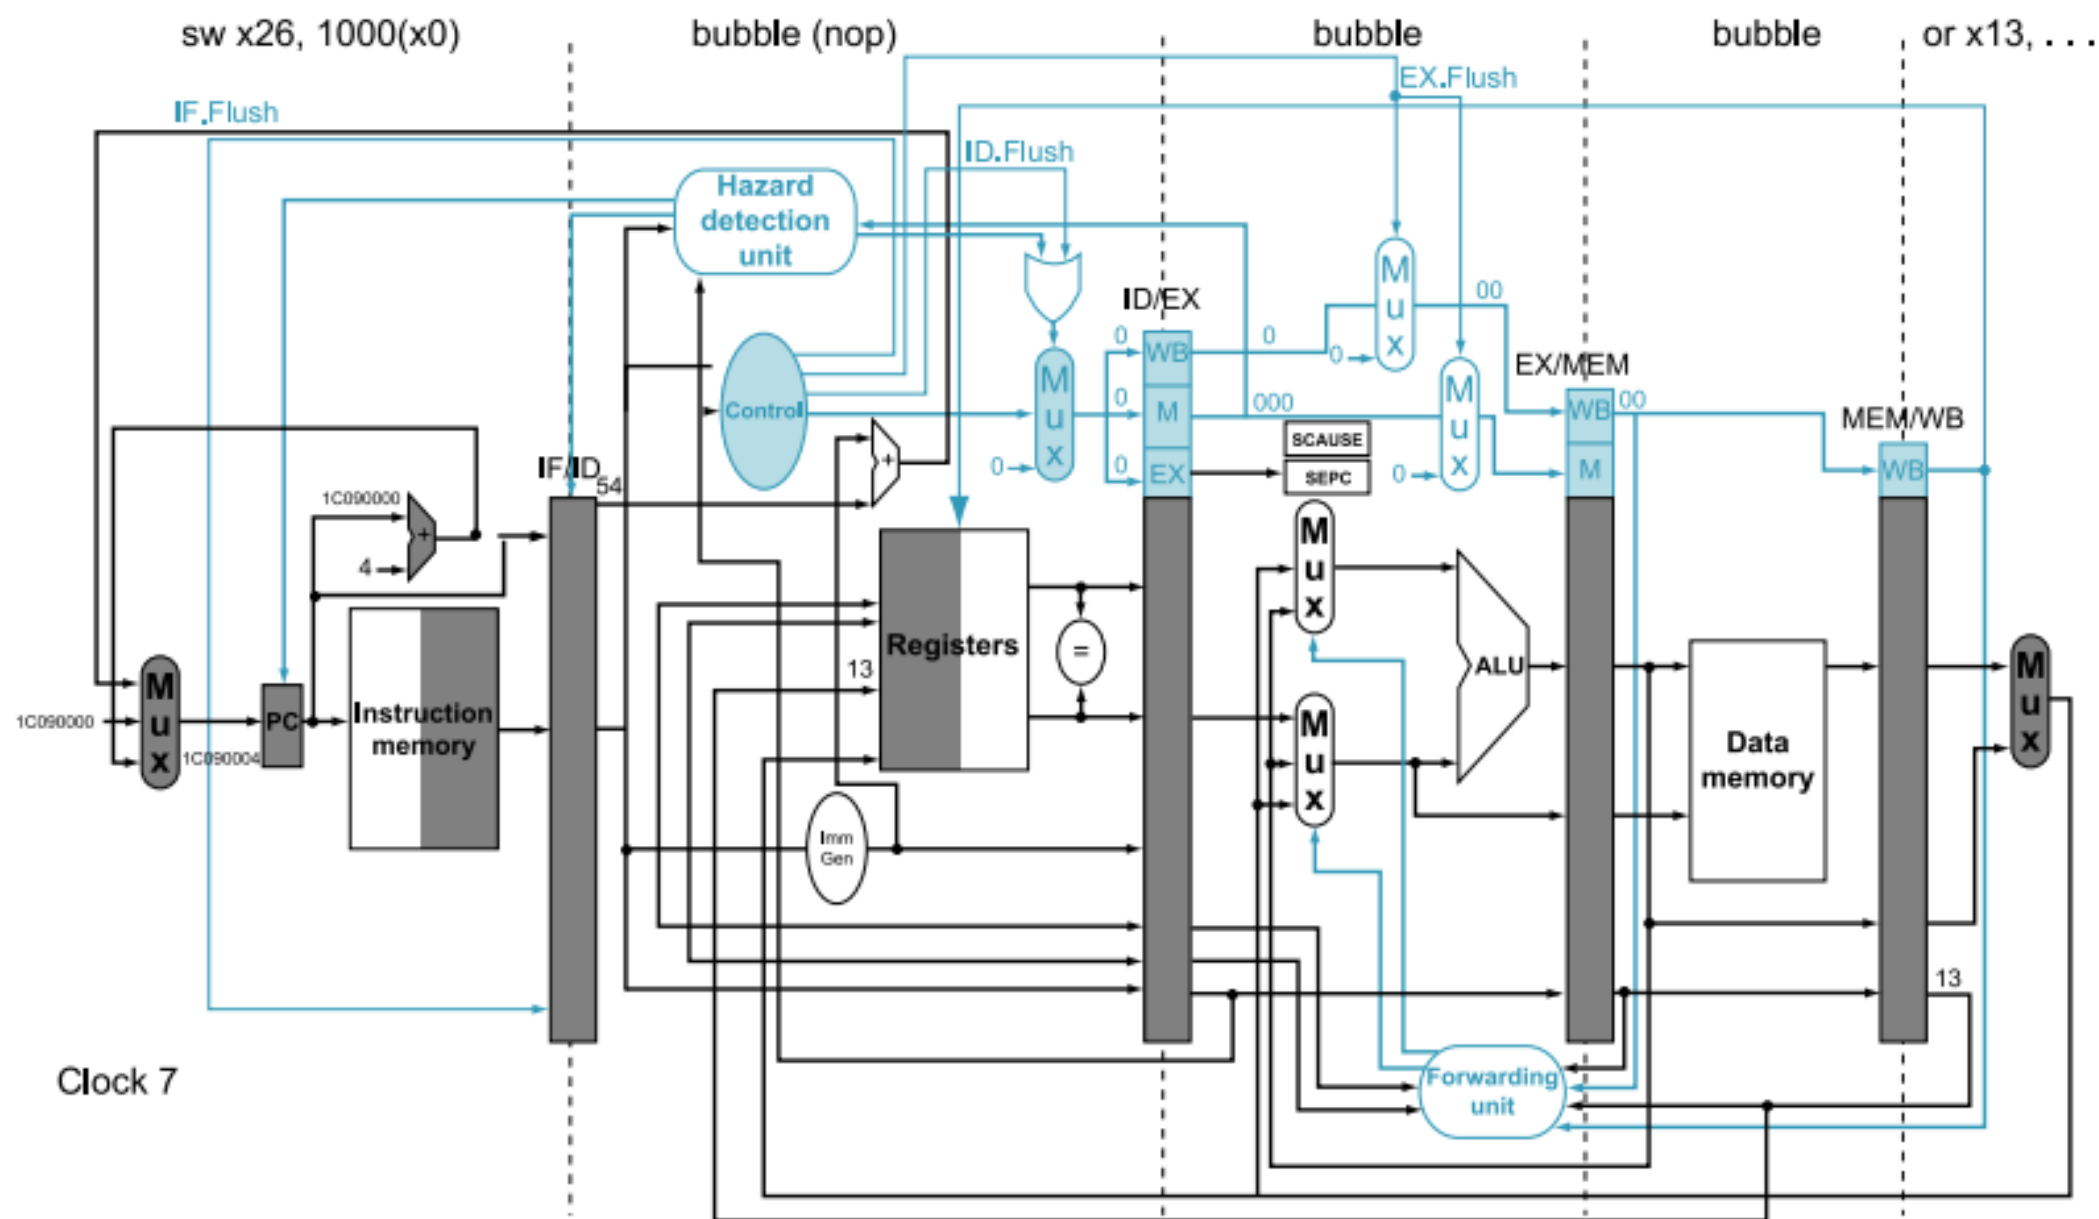 sw x26, 1000(x0)
bubble (nop)
bubble
bubble
or x13, . . .
IF.Flush
EX.Flush
ID.Flush
Hazard
detection
unit
ID/EX
0
WB
0
M
u
x
00
0
EX/MEM
Control
M
u
x
0
0
M
000
M
u
x
WB
00
MEM/WB
0
0
EX
SCAUSE
SEPC
0
M
WB
IF/ID
54
1C090000
+
4
+
M
u
x
ALU
Registers
=
13
M
u
x
1C090000
1C090004
PC
Instruction
memory
M
u
x
Data
memory
M
u
x
Imm
Gen
13
Clock 7
Forwarding
unit